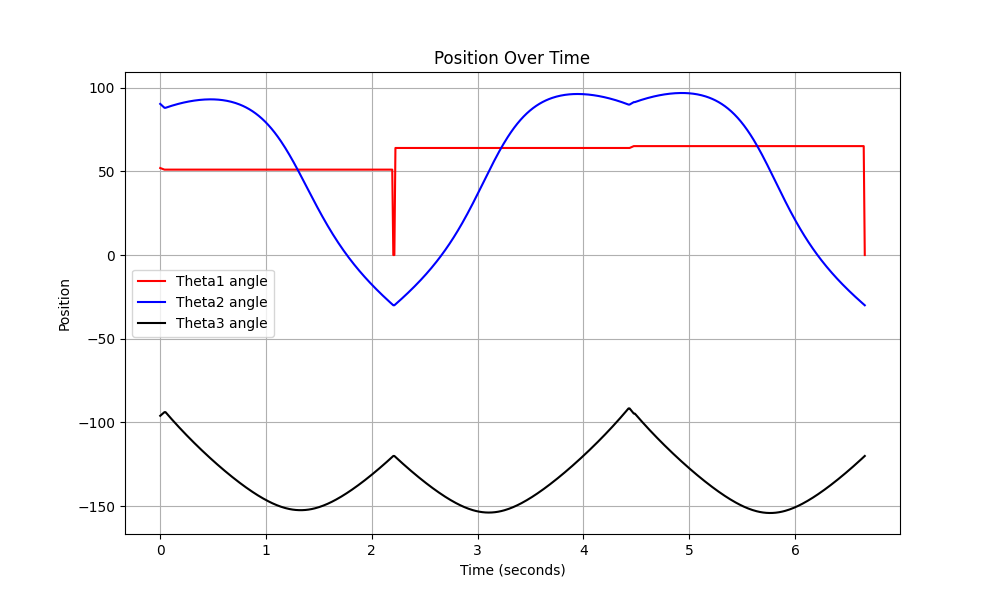 Position Over Time
Position
100
50
0
−50
−100
−150
Theta1 angle
Theta2 angle
Theta3 angle
0 1 2 3 4 5 6
Time (seconds)